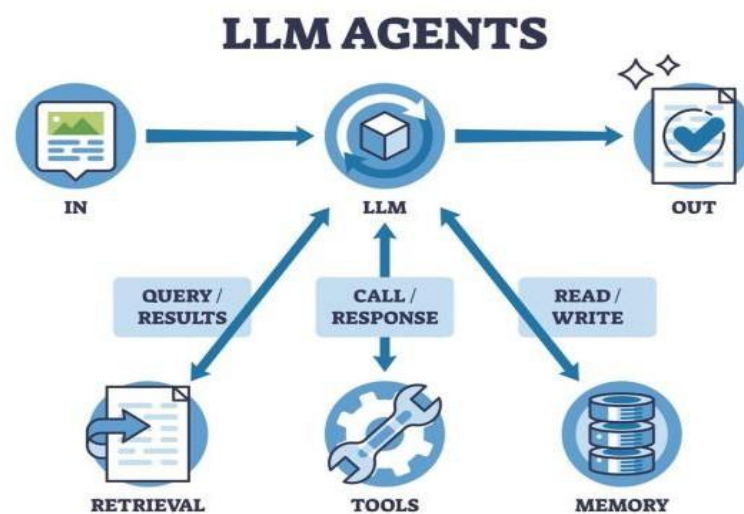 LLM AGENTS
IN
LLM
OUT
QUERY /
RESULTS
CALL /
RESPONSE
READ /
WRITE
RETRIEVAL
TOOLS
MEMORY